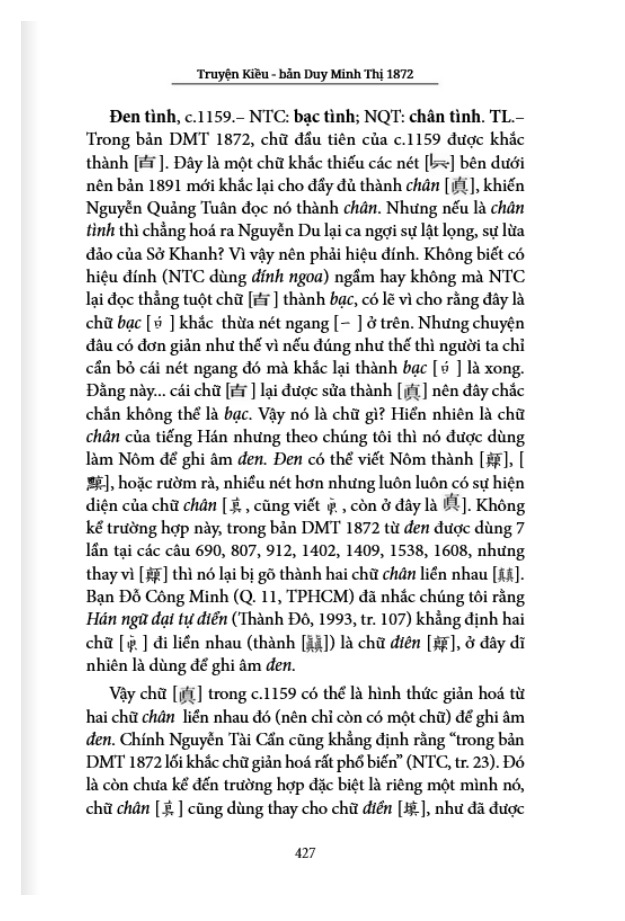 Truyện Kiều - bản Duy Minh Thị 1872
Đen tình, c.1159.– NTC: bạc tình; NQT: chân tình. TL.–
Trong bản DMT 1872, chữ đầu tiên của c.1159 được khắc
thành [𥃭]. Đây là một chữ khắc thiếu các nét [] bên dưới
nên bản 1891 mới khắc lại cho đầy đủ thành chân [真], khiến
Nguyễn Quảng Tuân đọc nó thành chân. Nhưng nếu là chân
tình thì chẳng hoá ra Nguyễn Du lại ca ngợi sự lật lọng, sự lừa
đảo của Sở Khanh? Vì vậy nên phải hiệu đính. Không biết có
hiệu đính (NTC dùng đính ngoa) ngầm hay không mà NTC
lại đọc thẳng tuột chữ [] thành bạc, có lẽ vì cho rằng đây là
chữ bạc [] khắc thừa nét ngang [一] ở trên. Nhưng chuyện
đâu có đơn giản như thế vì nếu đúng như thế thì người ta chỉ
cần bỏ cái nét ngang đó mà khắc lại thành bạc [] là xong.
Đằng này... cái chữ [] lại được sửa thành [真] nên đây chắc
chắn không thể là bạc. Vậy nó là chữ gì? Hiển nhiên là chữ
chân của tiếng Hán nhưng theo chúng tôi thì nó được dùng
làm Nôm để ghi âm đen. Đen có thể viết Nôm thành [], [
], hoặc rườm rà, nhiều nét hơn nhưng luôn luôn có sự hiện
diện của chữ chân [真, cũng viết , còn ở đây là 真]. Không
kể trường hợp này, trong bản DMT 1872 từ đen được dùng 7
lần tại các câu 690, 807, 912, 1402, 1409, 1538, 1608, nhưng
thay vì [] thì nó lại bị gõ thành hai chữ chân liền nhau [].
Bạn Đỗ Công Minh (Q. 11, TPHCM) đã nhắc chúng tôi rằng
Hán ngữ đại tự điển (Thành Đô, 1993, tr. 107) khẳng định hai
chữ [] đi liền nhau (thành []) là chữ điên [], ở đây dĩ
nhiên là dùng để ghi âm đen.
Vậy chữ [真] trong c.1159 có thể là hình thức giản hoá từ
hai chữ chân liền nhau đó (nên chỉ còn có một chữ) để ghi âm
đen. Chính Nguyễn Tài Cẩn cũng khẳng định rằng “trong bản
DMT 1872 lối khắc chữ giản hoá rất phổ biến” (NTC, tr. 23). Đó
là còn chưa kể đến trường hợp đặc biệt là riêng một mình nó,
chữ chân [真] cũng dùng thay cho chữ điền [填], như đã được
427